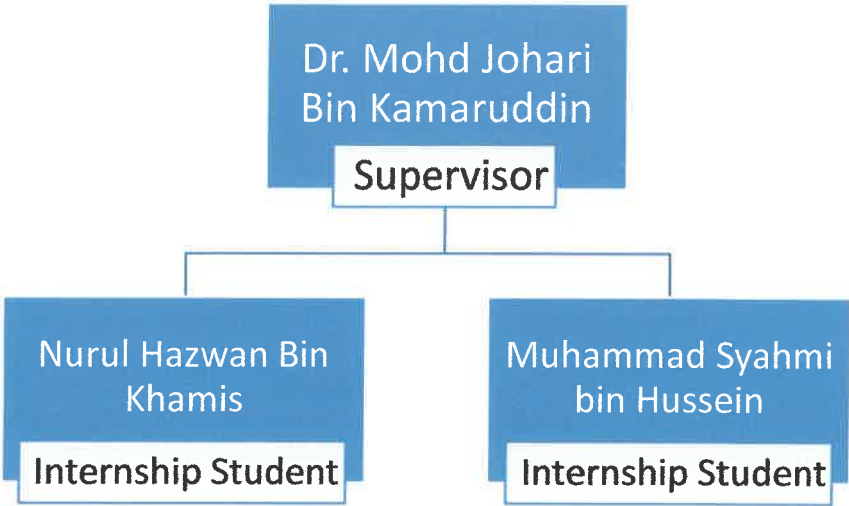 Dr. Mohd Johari
Bin Kamaruddin
Supervisor
Nurul Hazwan Bin
Khamis
Internship Student
Muhammad Syahmi
bin Hussein
Internship Student